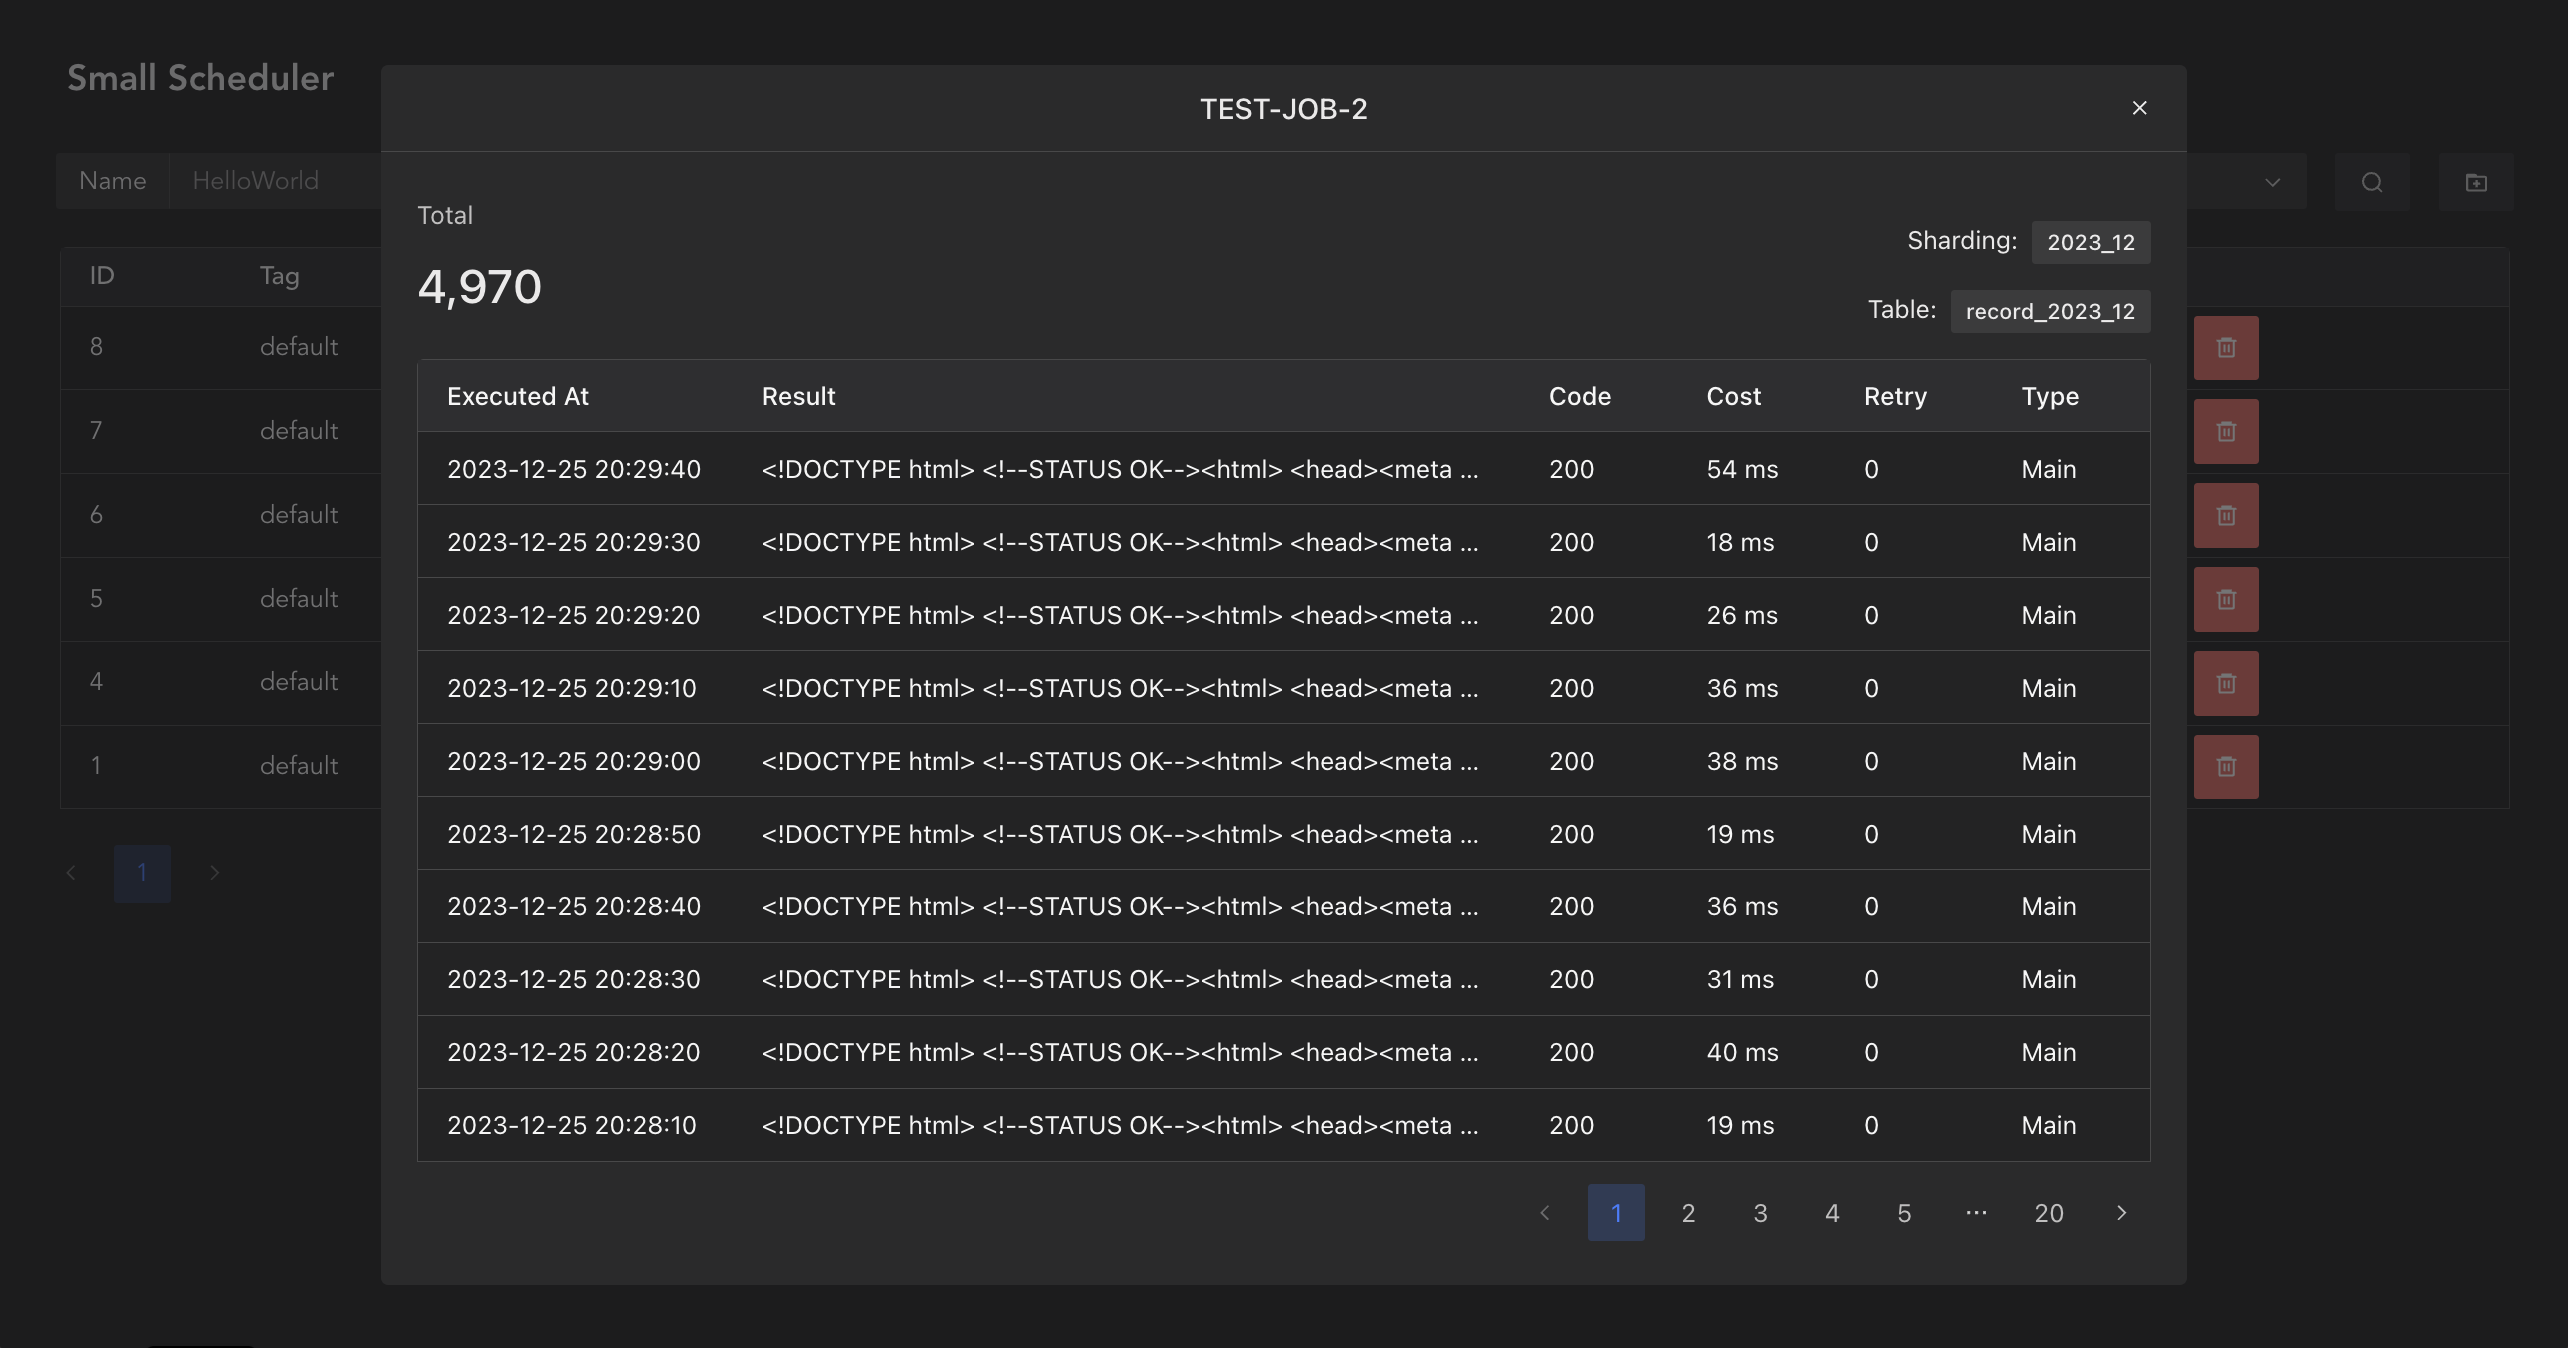 Small Scheduler
TEST-JOB-2
Name HelloWorld
Total
4,970
Sharding: 2023_12
Table: record_2023_12
ID Tag
8 default
7 default
6 default
5 default
4 default
1 default
1
Executed At Result Code Cost Retry Type
2023-12-25 20:29:40 <!DOCTYPE html> <!--STATUS OK--><html> <head><meta ... 200 54 ms 0 Main
2023-12-25 20:29:30 <!DOCTYPE html> <!--STATUS OK--><html> <head><meta ... 200 18 ms 0 Main
2023-12-25 20:29:20 <!DOCTYPE html> <!--STATUS OK--><html> <head><meta ... 200 26 ms 0 Main
2023-12-25 20:29:10 <!DOCTYPE html> <!--STATUS OK--><html> <head><meta ... 200 36 ms 0 Main
2023-12-25 20:29:00 <!DOCTYPE html> <!--STATUS OK--><html> <head><meta ... 200 38 ms 0 Main
2023-12-25 20:28:50 <!DOCTYPE html> <!--STATUS OK--><html> <head><meta ... 200 19 ms 0 Main
2023-12-25 20:28:40 <!DOCTYPE html> <!--STATUS OK--><html> <head><meta ... 200 36 ms 0 Main
2023-12-25 20:28:30 <!DOCTYPE html> <!--STATUS OK--><html> <head><meta ... 200 31 ms 0 Main
2023-12-25 20:28:20 <!DOCTYPE html> <!--STATUS OK--><html> <head><meta ... 200 40 ms 0 Main
2023-12-25 20:28:10 <!DOCTYPE html> <!--STATUS OK--><html> <head><meta ... 200 19 ms 0 Main
1 2 3 4 5 ··· 20